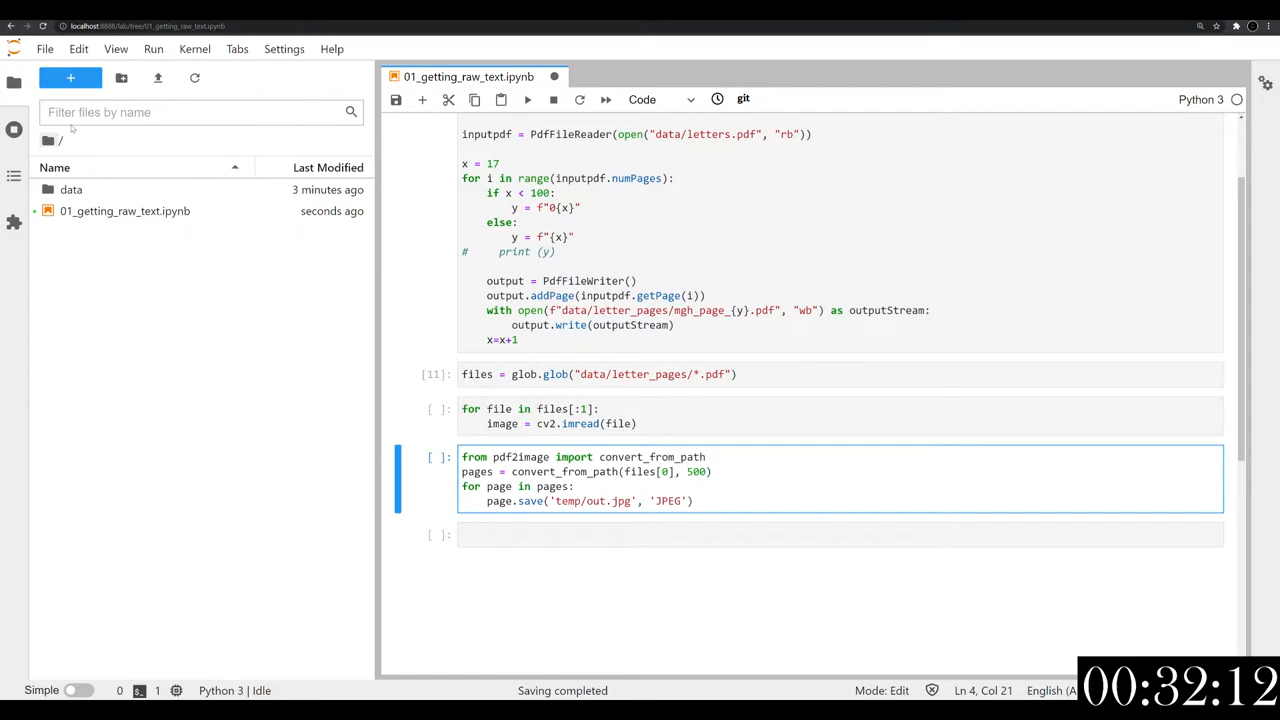 localhost:8888/lab/tree/01_getting_raw_text.ipynb
File Edit View Run Kernel Tabs Settings Help
+
01_getting_raw_text.ipynb
Code
git
Python 3
Filter files by name
/
Name Last Modified
data 3 minutes ago
01_getting_raw_text.ipynb seconds ago
inputpdf = PdfFileReader(open("data/letters.pdf", "rb"))
x = 17
for i in range(inputpdf.numPages):
if x < 100:
y = f"0{x}"
else:
y = f"{x}"
# print (y)
output = PdfFileWriter()
output.addPage(inputpdf.getPage(i))
with open(f"data/letter_pages/mgh_page_{y}.pdf", "wb") as outputStream:
output.write(outputStream)
x=x+1
[11]: files = glob.glob("data/letter_pages/*.pdf")
[ ]: for file in files[:1]:
image = cv2.imread(file)
[ ]: from pdf2image import convert_from_path
pages = convert_from_path(files[0], 500)
for page in pages:
page.save('temp/out.jpg', 'JPEG')
[ ]:
Simple 0 $_ 1 Python 3 | Idle Saving completed Mode: Edit Ln 4, Col 21 English (A
00:32:12